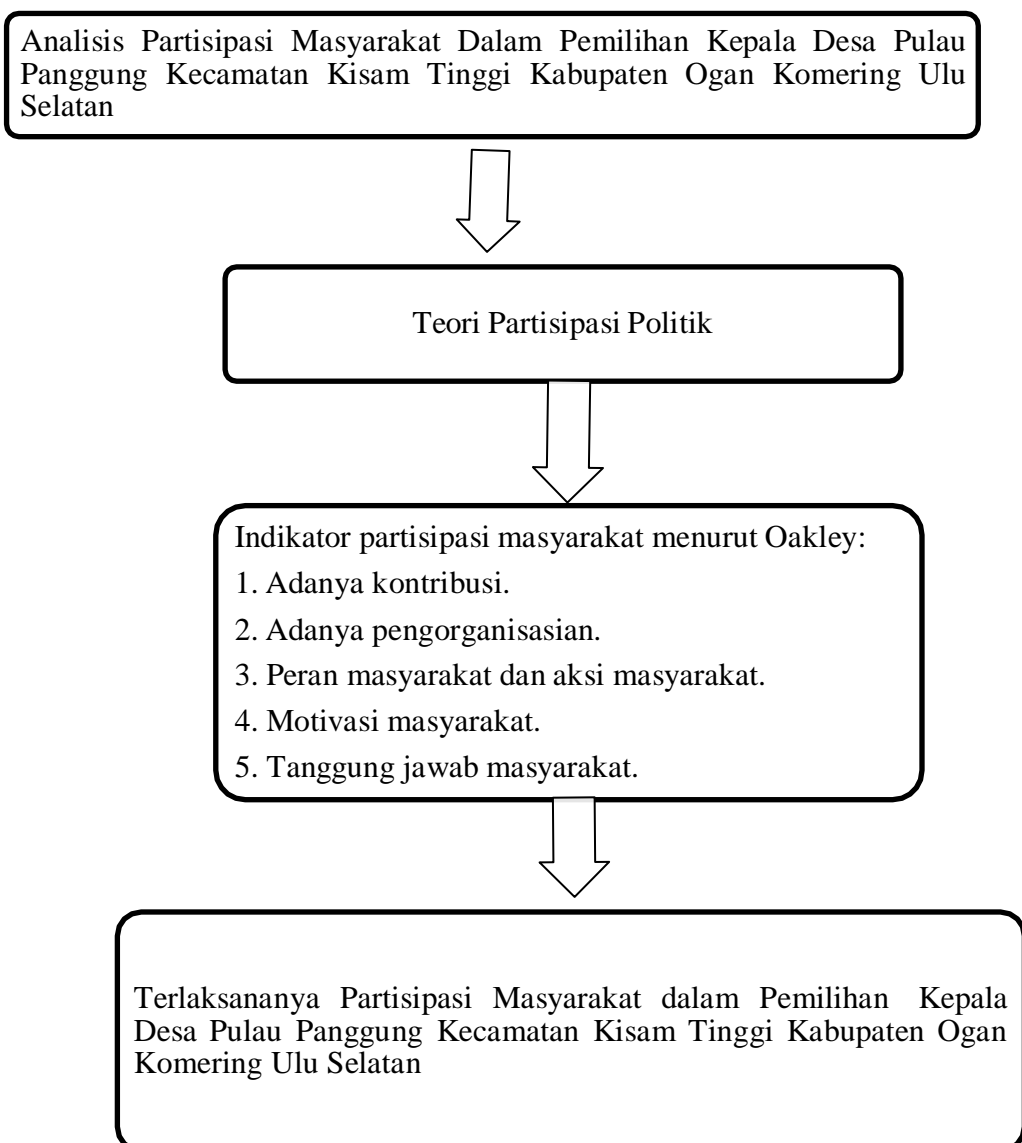 Analisis Partisipasi Masyarakat Dalam Pemilihan Kepala Desa Pulau
Panggung Kecamatan Kisam Tinggi Kabupaten Ogan Komering Ulu
Selatan
Teori Partisipasi Politik
Indikator partisipasi masyarakat menurut Oakley:
1. Adanya kontribusi.
2. Adanya pengorganisasian.
3. Peran masyarakat dan aksi masyarakat.
4. Motivasi masyarakat.
5. Tanggung jawab masyarakat.
Terlaksananya Partisipasi Masyarakat dalam Pemilihan Kepala
Desa Pulau Panggung Kecamatan Kisam Tinggi Kabupaten Ogan
Komering Ulu Selatan